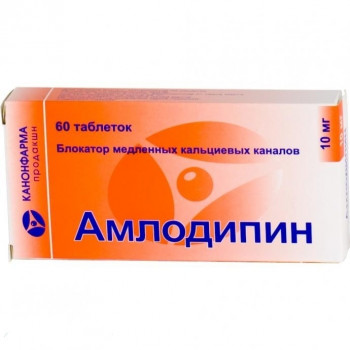 КАНОНФАРМА
продакшн
60 таблеток
Блокатор медленных кальциевых каналов
10 мг
Амлодипин